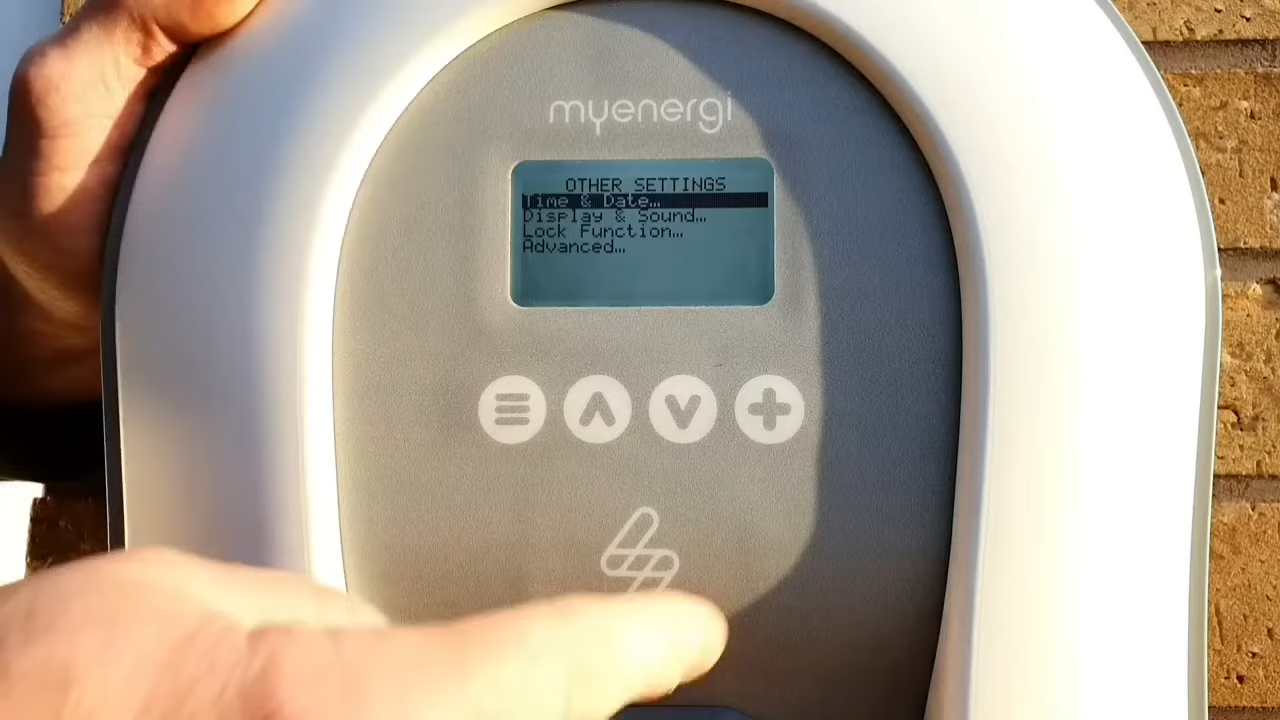 myenergi
OTHER SETTINGS
Time & Date…
Display & Sound…
Lock Function…
Advanced…